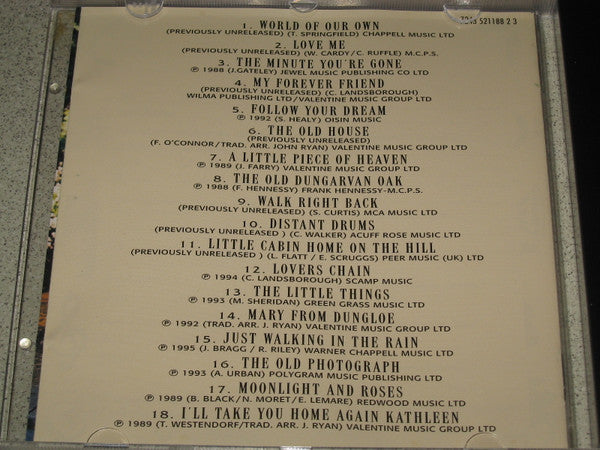 521188 2 3
1. WORLD OF OUR OWN
(PREVIOUSLY UNRELEASED) (T. SPRINGFIELD) CHAPPELL MUSIC LTD
2. LOVE ME
(PREVIOUSLY UNRELEASED) (W. CARDY/C. RUFFLE) M.C.P.S.
3. THE MINUTE YOU'RE GONE
℗ 1988 (J.GATELEY) JEWEL MUSIC PUBLISHING CO LTD
4. MY FOREVER FRIEND
(PREVIOUSLY UNRELEASED) (C. LANDSBOROUGH)
WILMA PUBLISHING LTD/VALENTINE MUSIC GROUP LTD
5. FOLLOW YOUR DREAM
℗ 1992 (S. HEALY) OISIN MUSIC
6. THE OLD HOUSE
(PREVIOUSLY UNRELEASED)
(F. O'CONNOR/TRAD. ARR. JOHN RYAN) VALENTINE MUSIC GROUP LTD
7. A LITTLE PIECE OF HEAVEN
℗ 1989 (J. FARRY) VALENTINE MUSIC GROUP LTD
8. THE OLD DUNGARVAN OAK
℗ 1988 (F. HENNESSY) FRANK HENNESSY-M.C.P.S.
9. WALK RIGHT BACK
(PREVIOUSLY UNRELEASED) (S. CURTIS) MCA MUSIC LTD
10. DISTANT DRUMS
(PREVIOUSLY UNRELEASED) (C. WALKER) ACUFF ROSE MUSIC LTD
11. LITTLE CABIN HOME ON THE HILL
(PREVIOUSLY UNRELEASED) (L. FLATT / E. SCRUGGS) PEER MUSIC (UK) LTD
12. LOVERS CHAIN
℗ 1994 (C. LANDSBOROUGH) SCAMP MUSIC
13. THE LITTLE THINGS
℗ 1993 (M. SHERIDAN) GREEN GRASS MUSIC LTD
14. MARY FROM DUNGLOE
℗ 1992 (TRAD. ARR. J. RYAN) VALENTINE MUSIC GROUP LTD
15. JUST WALKING IN THE RAIN
℗ 1995 (J. BRAGG / R. RILEY) WARNER CHAPPELL MUSIC LTD
16. THE OLD PHOTOGRAPH
℗ 1993 (A. URBAN) POLYGRAM MUSIC PUBLISHING LTD
17. MOONLIGHT AND ROSES
℗ 1989 (B. BLACK/N. MORET/E. LEMARE) REDWOOD MUSIC LTD
18. I'LL TAKE YOU HOME AGAIN KATHLEEN
℗ 1989 (T. WESTENDORF/TRAD. ARR. J. RYAN) VALENTINE MUSIC GROUP LTD